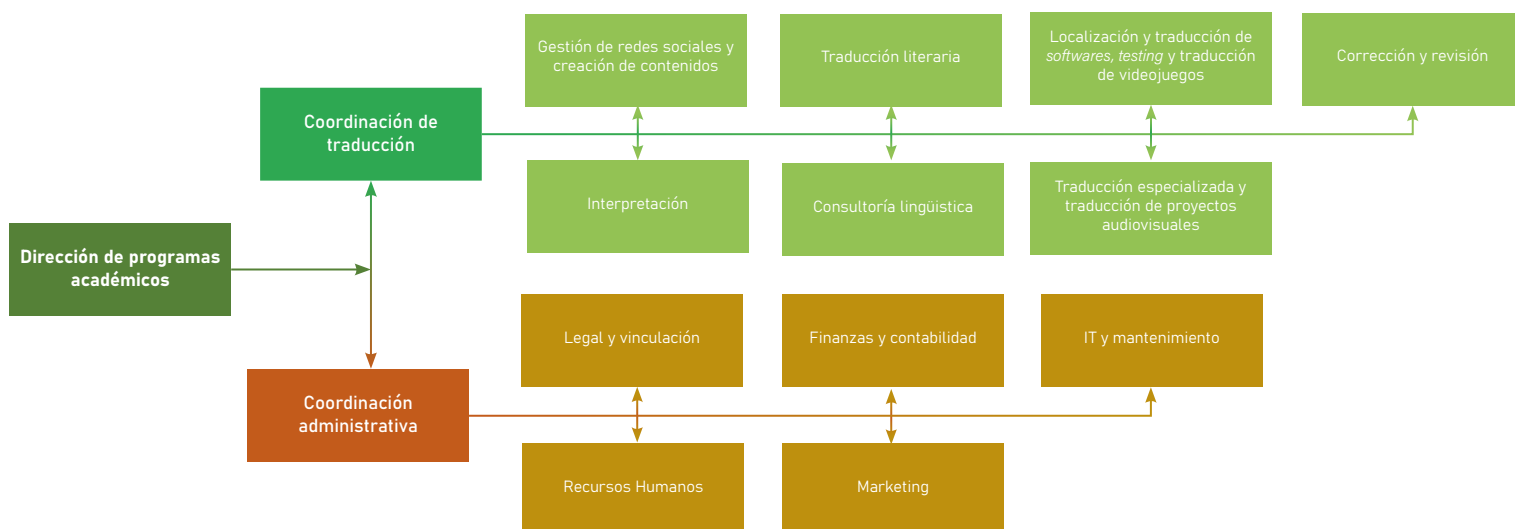 Gestión de redes sociales y
creación de contenidos
Traducción literaria
Localización y traducción de
softwares, testing y traducción
de videojuegos
Corrección y revisión
Coordinación de
traducción
Interpretación
Consultoría lingüistica
Traducción especializada y
traducción de proyectos
audiovisuales
Dirección de programas
académicos
Legal y vinculación
Finanzas y contabilidad
IT y mantenimiento
Coordinación
administrativa
Recursos Humanos
Marketing